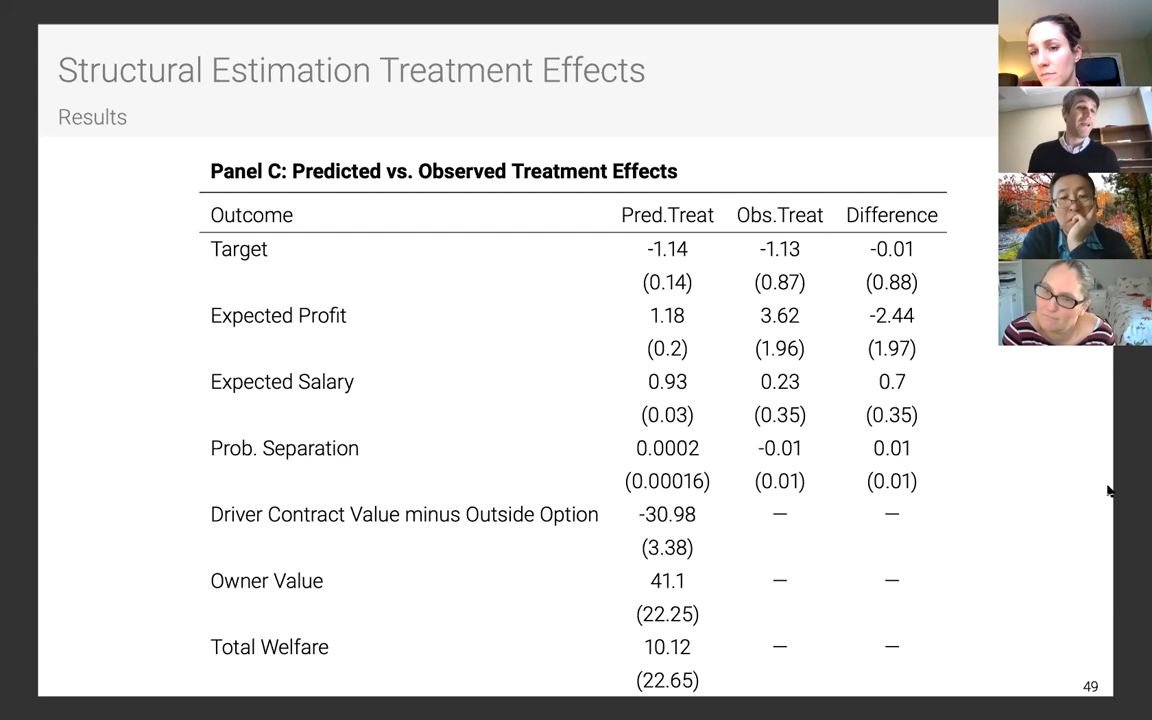 Structural Estimation Treatment Effects
Results
Panel C: Predicted vs. Observed Treatment Effects
Outcome Pred.Treat Obs.Treat Difference
Target -1.14 -1.13 -0.01
(0.14) (0.87) (0.88)
Expected Profit 1.18 3.62 -2.44
(0.2) (1.96) (1.97)
Expected Salary 0.93 0.23 0.7
(0.03) (0.35) (0.35)
Prob. Separation 0.0002 -0.01 0.01
(0.00016) (0.01) (0.01)
Driver Contract Value minus Outside Option -30.98 — —
(3.38)
Owner Value 41.1 — —
(22.25)
Total Welfare 10.12 — —
(22.65)
49